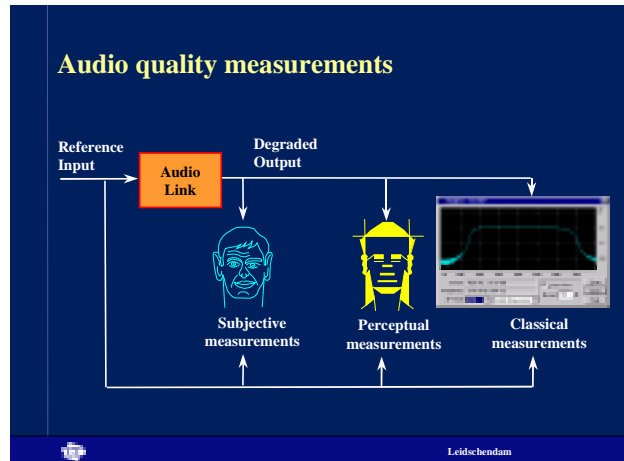 Audio quality measurements
Reference
Input
Audio
Link
Degraded
Output
Subjective
measurements
Perceptual
measurements
Classical
measurements
Leidschendam